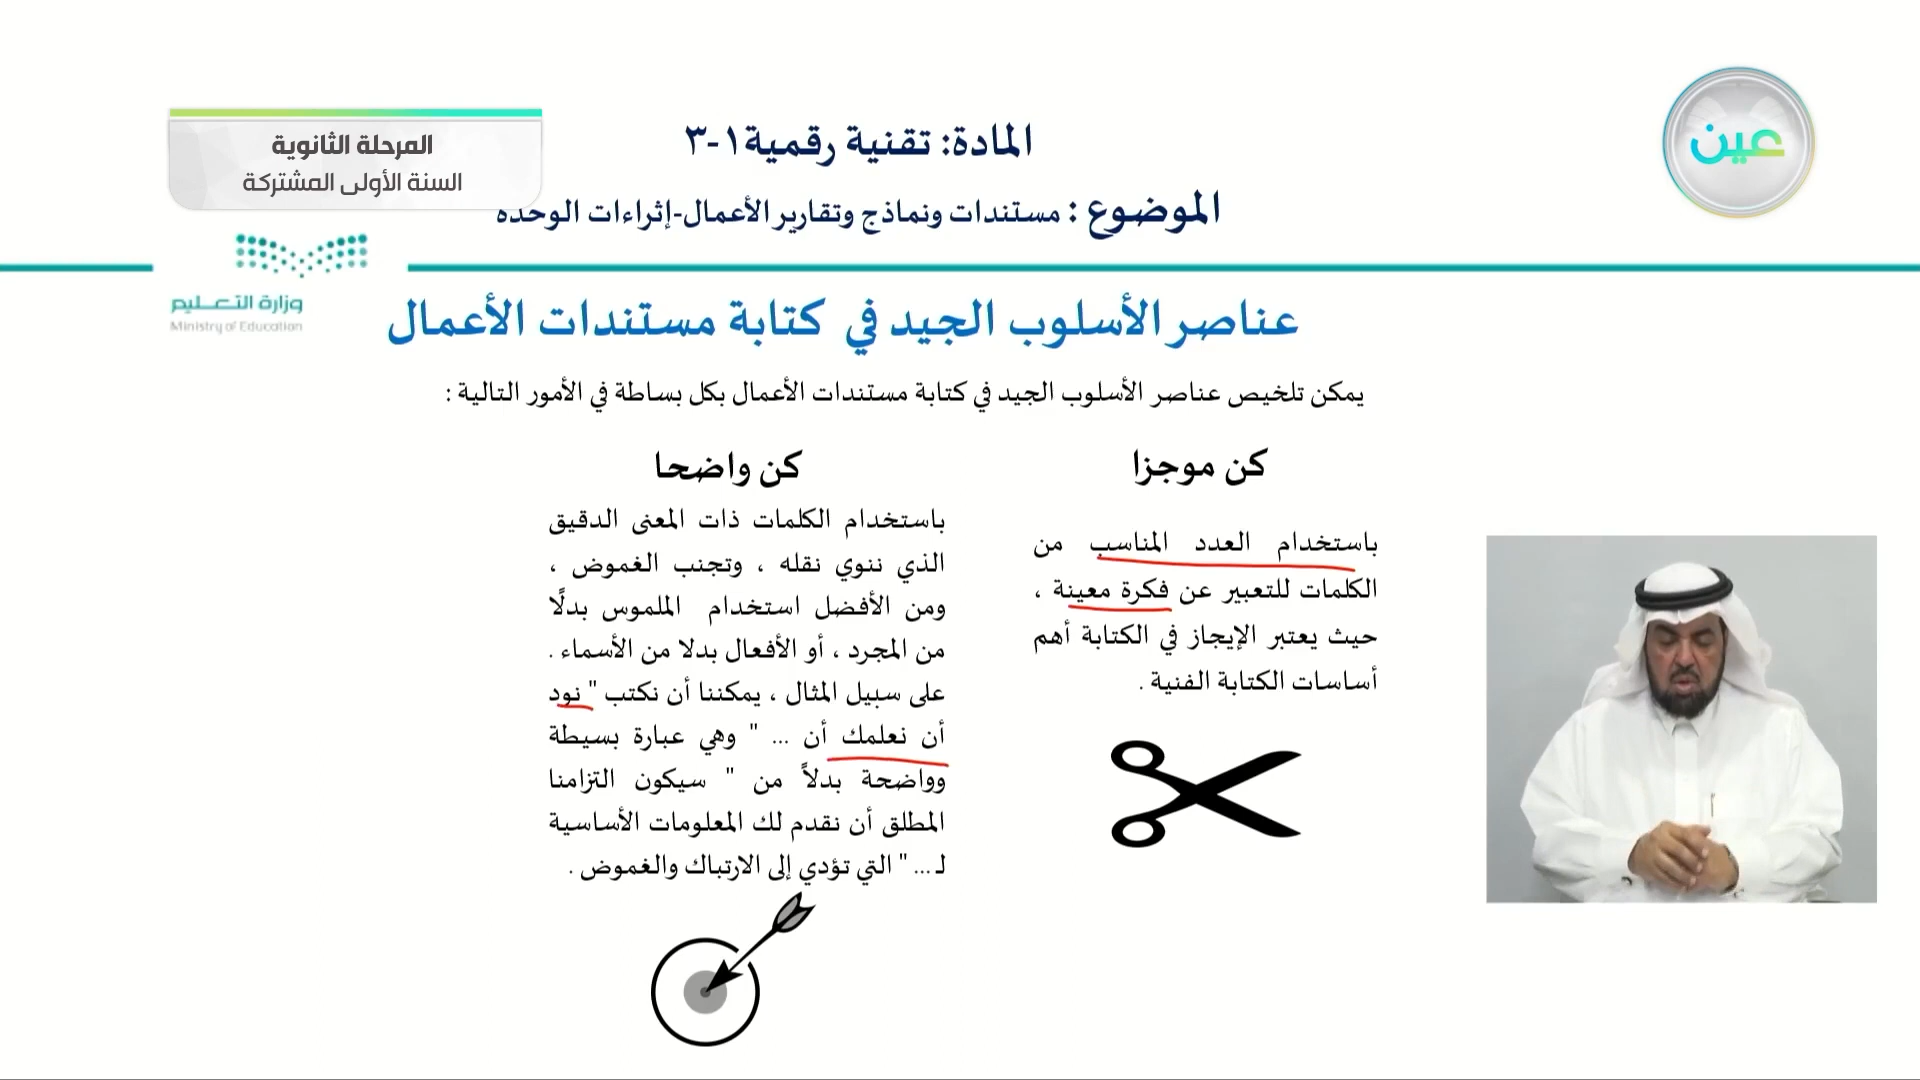 عين
المرحلة الثانوية
السنة الأولى المشتركة
المادة: تقنية رقمية١-٣
الموضوع : مستندات ونماذج وتقارير الأعمال-إثراءات الوحدة
وزارة التعليم
Ministry of Education
عناصر الأسلوب الجيد في كتابة مستندات الأعمال
يمكن تلخيص عناصر الأسلوب الجيد في كتابة مستندات الأعمال بكل بساطة في الأمور التالية :
كن موجزا
باستخدام العدد المناسب من
الكلمات للتعبير عن فكرة معينة ،
حيث يعتبر الإيجاز في الكتابة أهم
أساسات الكتابة الفنية .
كن واضحا
باستخدام الكلمات ذات المعنى الدقيق
الذي ننوي نقله ، وتجنب الغموض ،
ومن الأفضل استخدام الملموس بدلًا
من المجرد ، أو الأفعال بدلا من الأسماء .
على سبيل المثال ، يمكننا أن نكتب " نود
أن نعلمك أن ... " وهي عبارة بسيطة
وواضحة بدلاً من " سيكون التزامنا
المطلق أن نقدم لك المعلومات الأساسية
لـ ... " التي تؤدي إلى الارتباك والغموض .